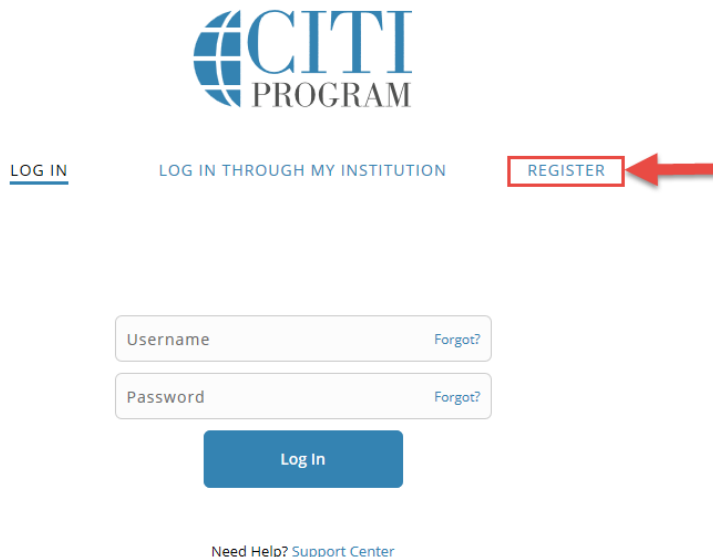 CITI
PROGRAM
LOG IN LOG IN THROUGH MY INSTITUTION REGISTER
Username Forgot?
Password Forgot?
Log In
Need Help? Support Center